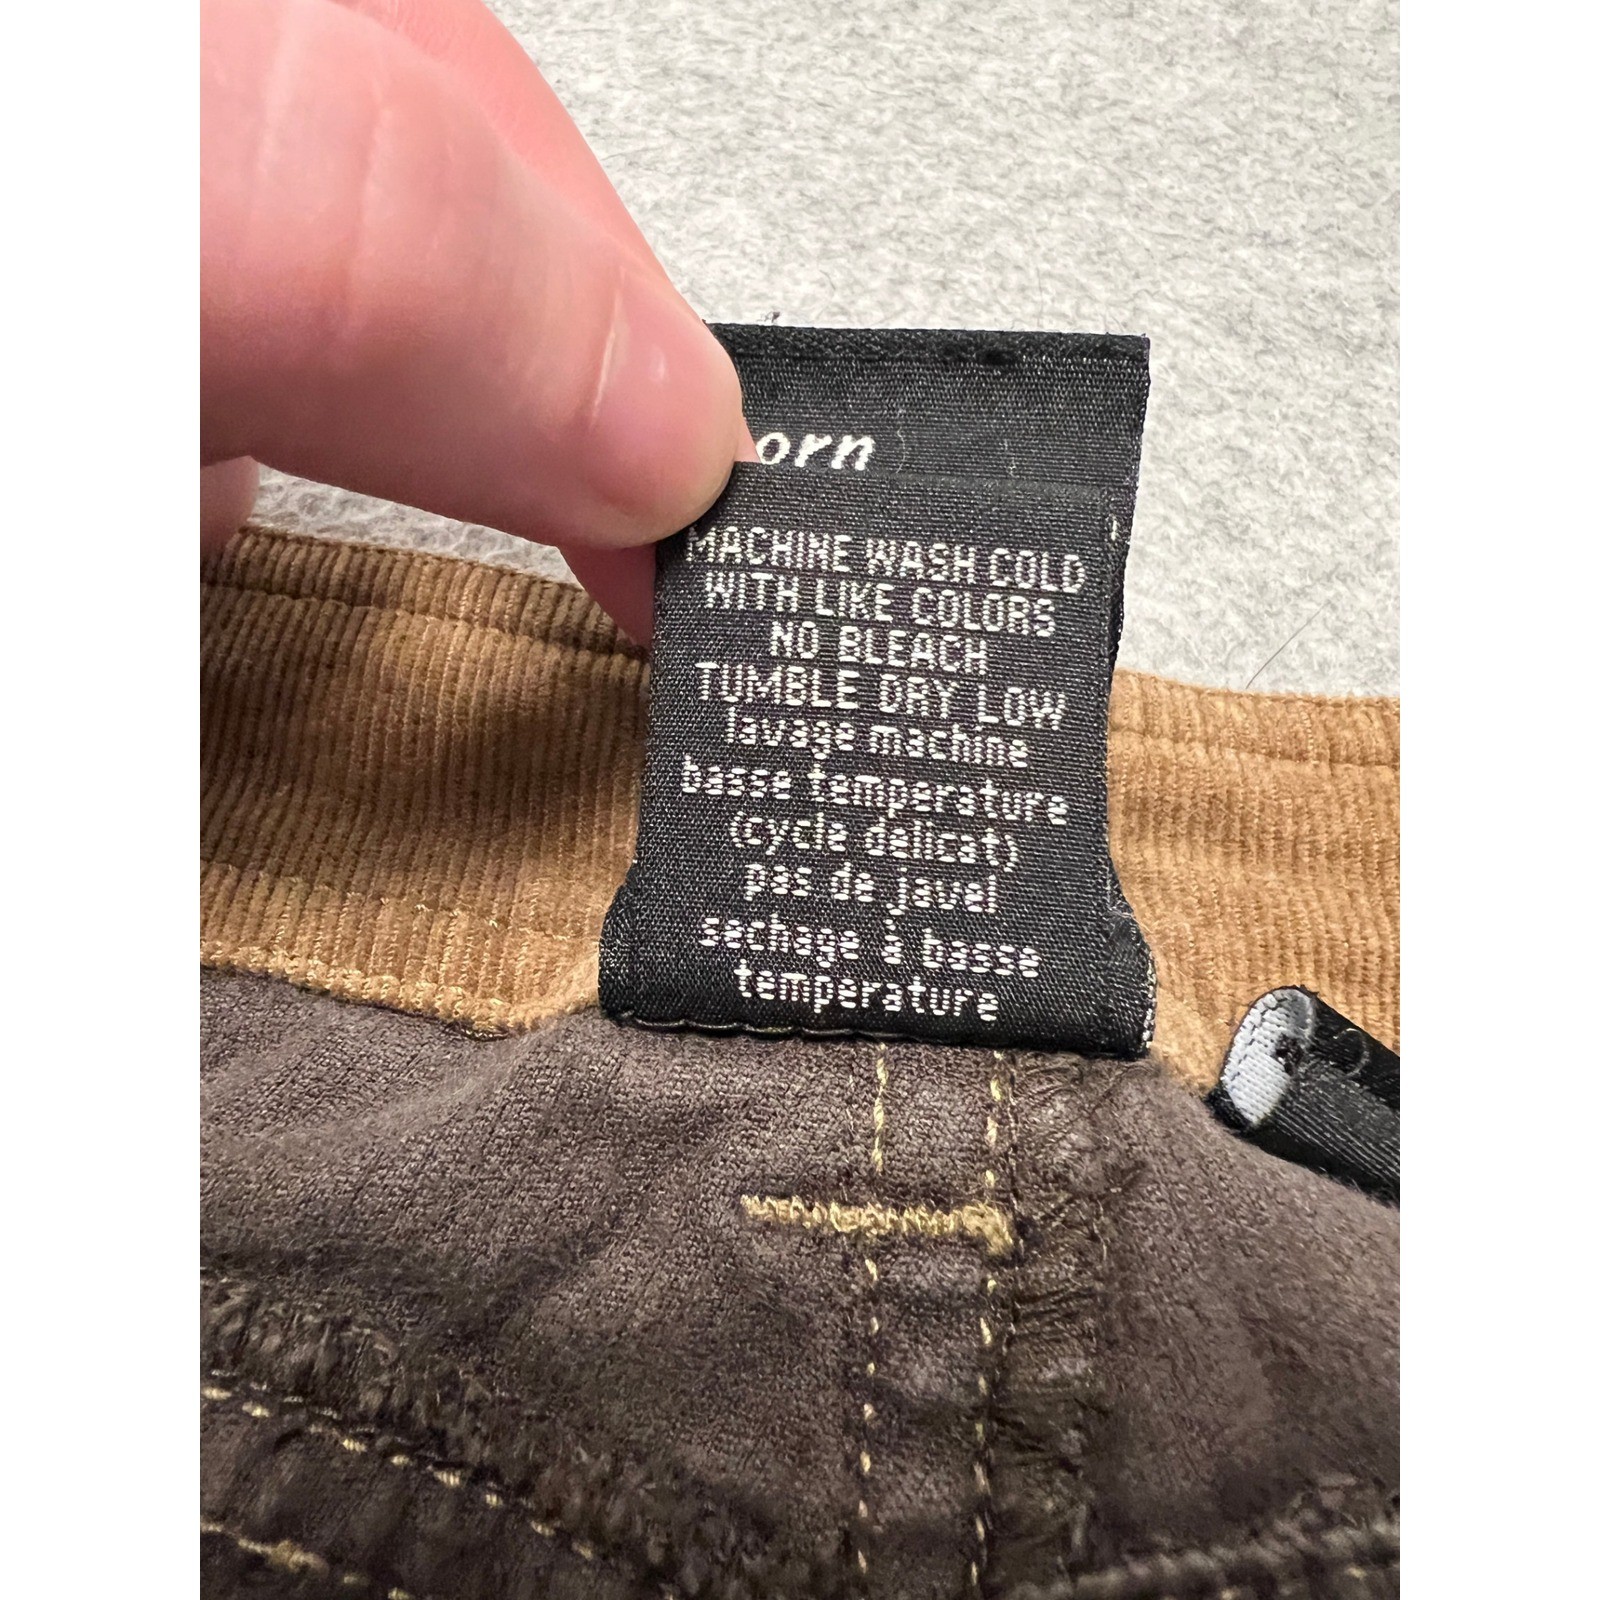 orn
MACHINE WASH COLD
WITH LIKE COLORS
NO BLEACH
TUMBLE DRY LOW
lavage machine
basse temperature
(cycle delicat)
pas de javel
sechage à basse
temperature